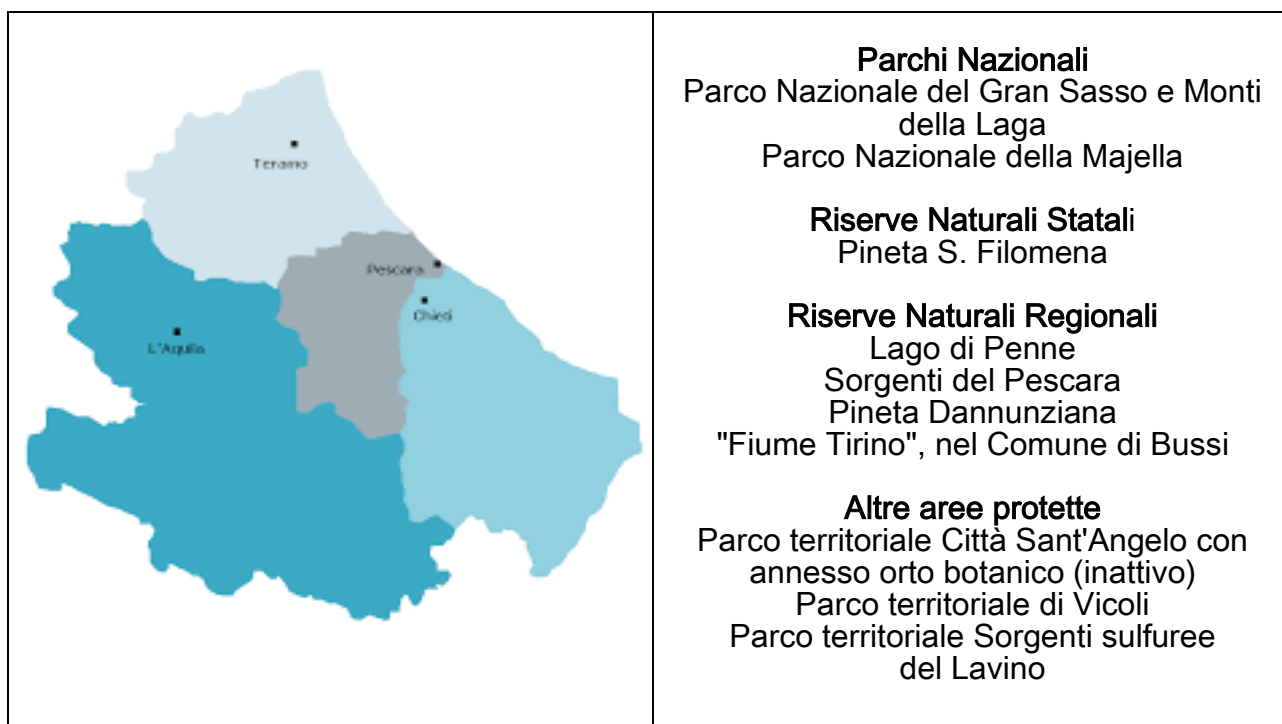 Teramo
Pescara
Chieti
L'Aquila
Parchi Nazionali
Parco Nazionale del Gran Sasso e Monti
della Laga
Parco Nazionale della Majella
Riserve Naturali Statali
Pineta S. Filomena
Riserve Naturali Regionali
Lago di Penne
Sorgenti del Pescara
Pineta Dannunziana
"Fiume Tirino", nel Comune di Bussi
Altre aree protette
Parco territoriale Città Sant'Angelo con
annesso orto botanico (inattivo)
Parco territoriale di Vicoli
Parco territoriale Sorgenti sulfuree
del Lavino